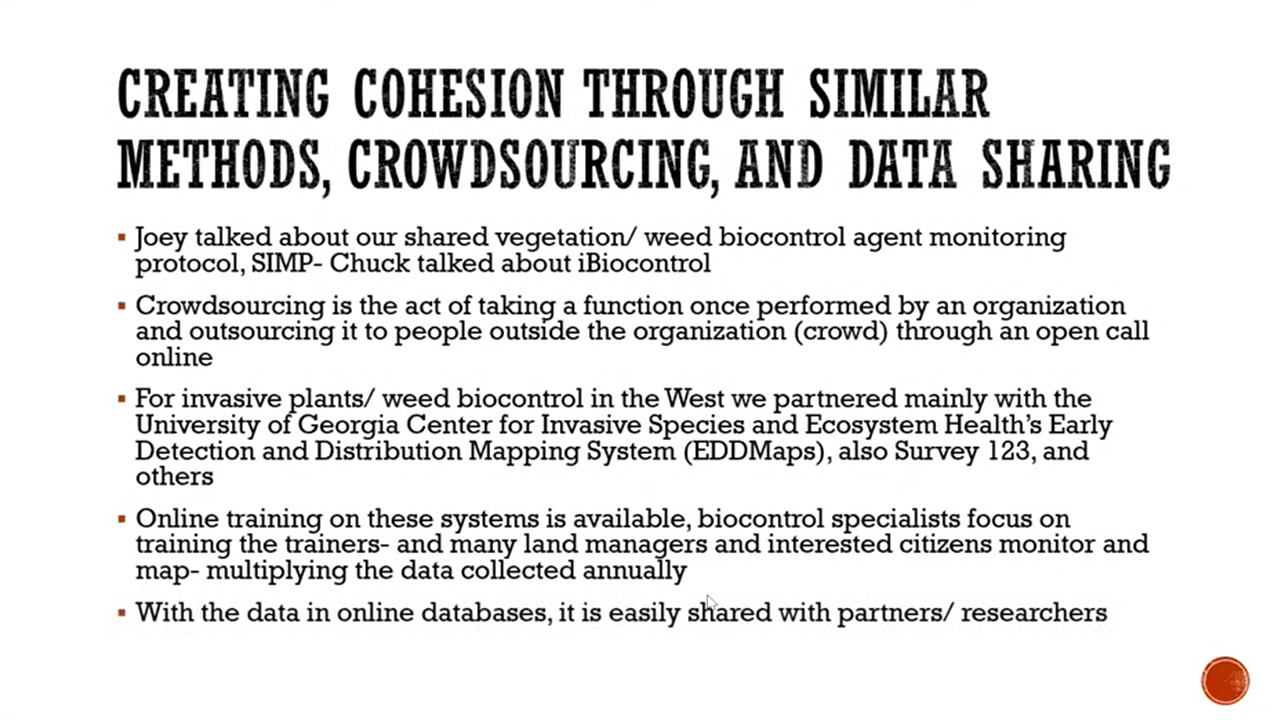 CREATING COHESION THROUGH SIMILAR
METHODS, CROWDSOURCING, AND DATA SHARING
▪ Joey talked about our shared vegetation/ weed biocontrol agent monitoring
protocol, SIMP- Chuck talked about iBiocontrol
▪ Crowdsourcing is the act of taking a function once performed by an organization
and outsourcing it to people outside the organization (crowd) through an open call
online
▪ For invasive plants/ weed biocontrol in the West we partnered mainly with the
University of Georgia Center for Invasive Species and Ecosystem Health's Early
Detection and Distribution Mapping System (EDDMaps), also Survey 123, and
others
▪ Online training on these systems is available, biocontrol specialists focus on
training the trainers- and many land managers and interested citizens monitor and
map- multiplying the data collected annually
▪ With the data in online databases, it is easily shared with partners/ researchers